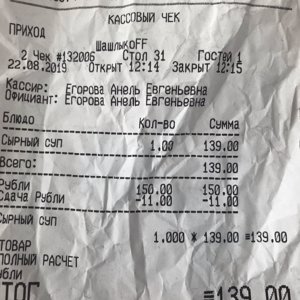 КАССОВЫЙ ЧЕК
ПРИХОД
ШашлыкOFF
2 Чек #132006 Стол 31 Гостей 1
22.08.2019 Открыт 12:14 Закрыт 12:15
Кассир: Егорова Анель Евгеньевна
Официант: Егорова Анель Евгеньевна
Блюдо Кол-во Сумма
Сырный суп 1.00 139.00
Всего: 139.00
Рубли 150.00 150.00
Сдача Рубли -11.00 -11.00
Сырный суп
1.000 * 139.00 =139.00
ТОВАР
ПОЛНЫЙ РАСЧЕТ
Рубли
ИТОГ =139.00